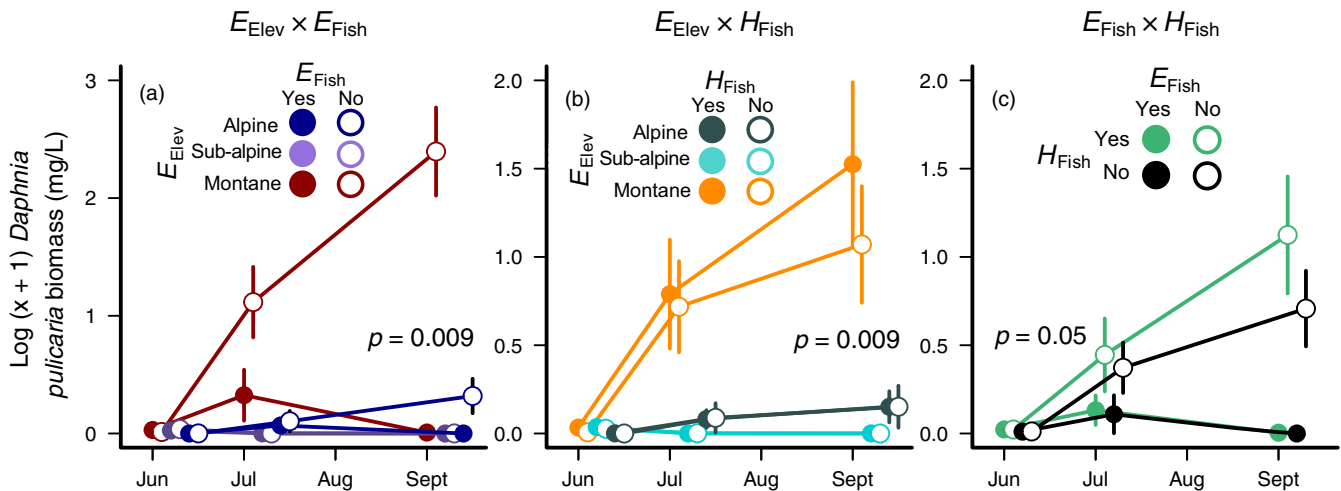 E_Elev × E_Fish
E_Elev × H_Fish
E_Fish × H_Fish
Log (x + 1) Daphnia
pulicaria biomass (mg/L)
(a)
E_Fish
Yes No
E_Elev
Alpine
Sub-alpine
Montane
p = 0.009
3
2
1
0
Jun Jul Aug Sept
(b)
H_Fish
Yes No
E_Elev
Alpine
Sub-alpine
Montane
p = 0.009
2.0
1.5
1.0
0.5
0.0
Jun Jul Aug Sept
(c)
E_Fish
Yes No
H_Fish
Yes
No
p = 0.05
2.0
1.5
1.0
0.5
0.0
Jun Jul Aug Sept